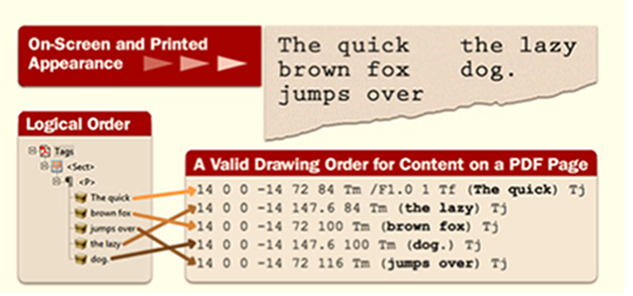 On-Screen and Printed
Appearance
The quick
brown fox
jumps over
the lazy
dog.
Logical Order
Tags
<Sect>
<P>
The quick
brown fox
jumps over
the lazy
dog.
A Valid Drawing Order for Content on a PDF Page
14 0 0 -14 72 84 Tm /F1.0 1 Tf (The quick) Tj
14 0 0 -14 147.6 84 Tm (the lazy) Tj
14 0 0 -14 72 100 Tm (brown fox) Tj
14 0 0 -14 147.6 100 Tm (dog.) Tj
14 0 0 -14 72 116 Tm (jumps over) Tj